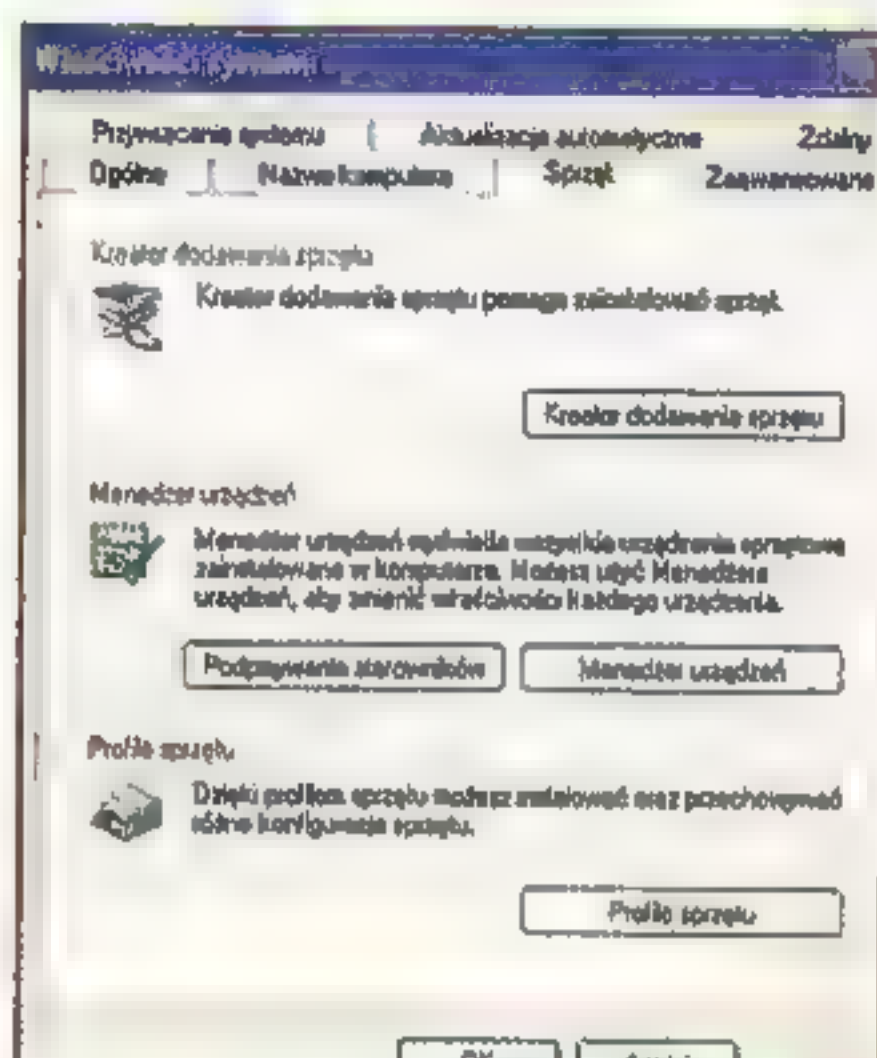 Przywracanie systemu Aktualizacje automatyczne Zdalny
Ogólne Nazwa komputera Sprzęt Zaawansowane
Kreator dodawania sprzętu
Kreator dodawania sprzętu pomaga zainstalować sprzęt.
Kreator dodawania sprzętu
Menedżer urządzeń
Menedżer urządzeń wyświetla wszystkie urządzenia sprzętowe
zainstalowane w komputerze. Możesz użyć Menedżera
urządzeń, aby zmienić właściwości każdego urządzenia.
Podpisywanie sterowników Menedżer urządzeń
Profile sprzętu
Dzięki profilom sprzętu możesz instalować oraz przechowywać
różne konfiguracje sprzętu.
Profile sprzętu